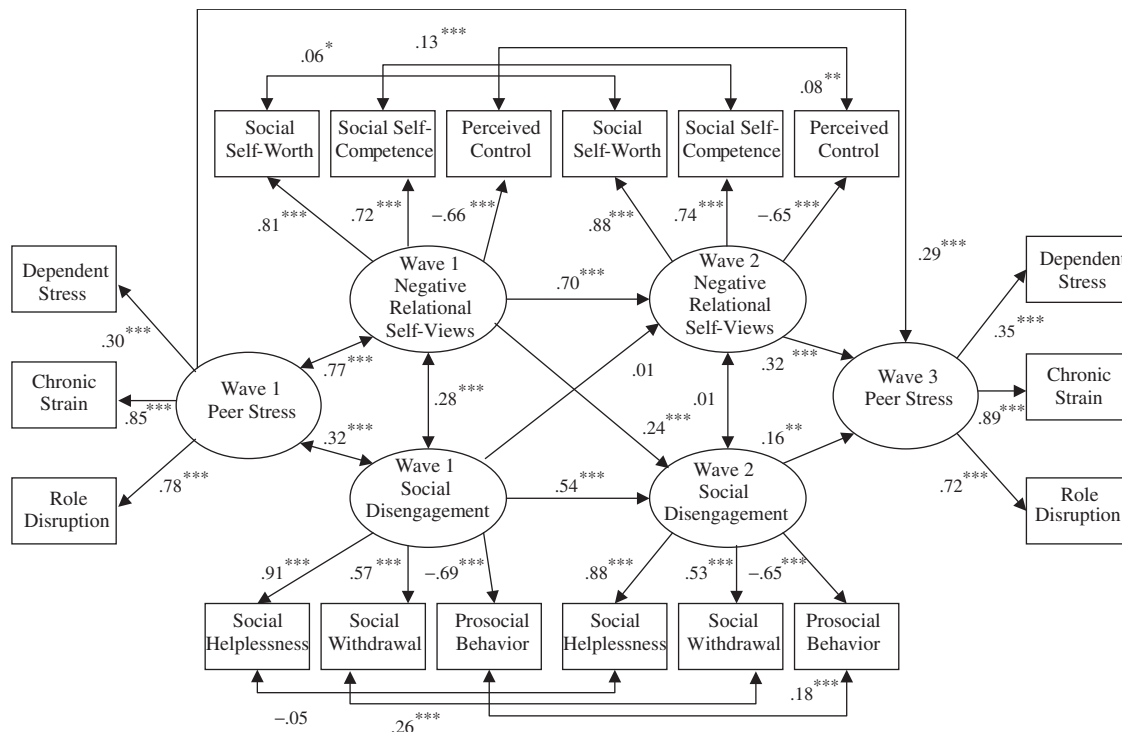 .06*
.13***
.08**
Social
Self-Worth
Social Self-
Competence
Perceived
Control
Social
Self-Worth
Social Self-
Competence
Perceived
Control
.81***
.72***
−.66***
.88***
.74***
−.65***
.29***
Dependent
Stress
Wave 1
Negative
Relational
Self-Views
.70***
Wave 2
Negative
Relational
Self-Views
Dependent
Stress
.30***
.35***
.77***
.01
.32***
Chronic
Strain
.85***
Wave 1
Peer Stress
.28***
.01
Wave 3
Peer Stress
.89***
Chronic
Strain
.32***
.24***
.16**
.78***
.72***
Role
Disruption
Wave 1
Social
Disengagement
.54***
Wave 2
Social
Disengagement
Role
Disruption
.91***
.57***
−.69***
.88***
.53***
−.65***
Social
Helplessness
Social
Withdrawal
Prosocial
Behavior
Social
Helplessness
Social
Withdrawal
Prosocial
Behavior
−.05
.26***
.18***